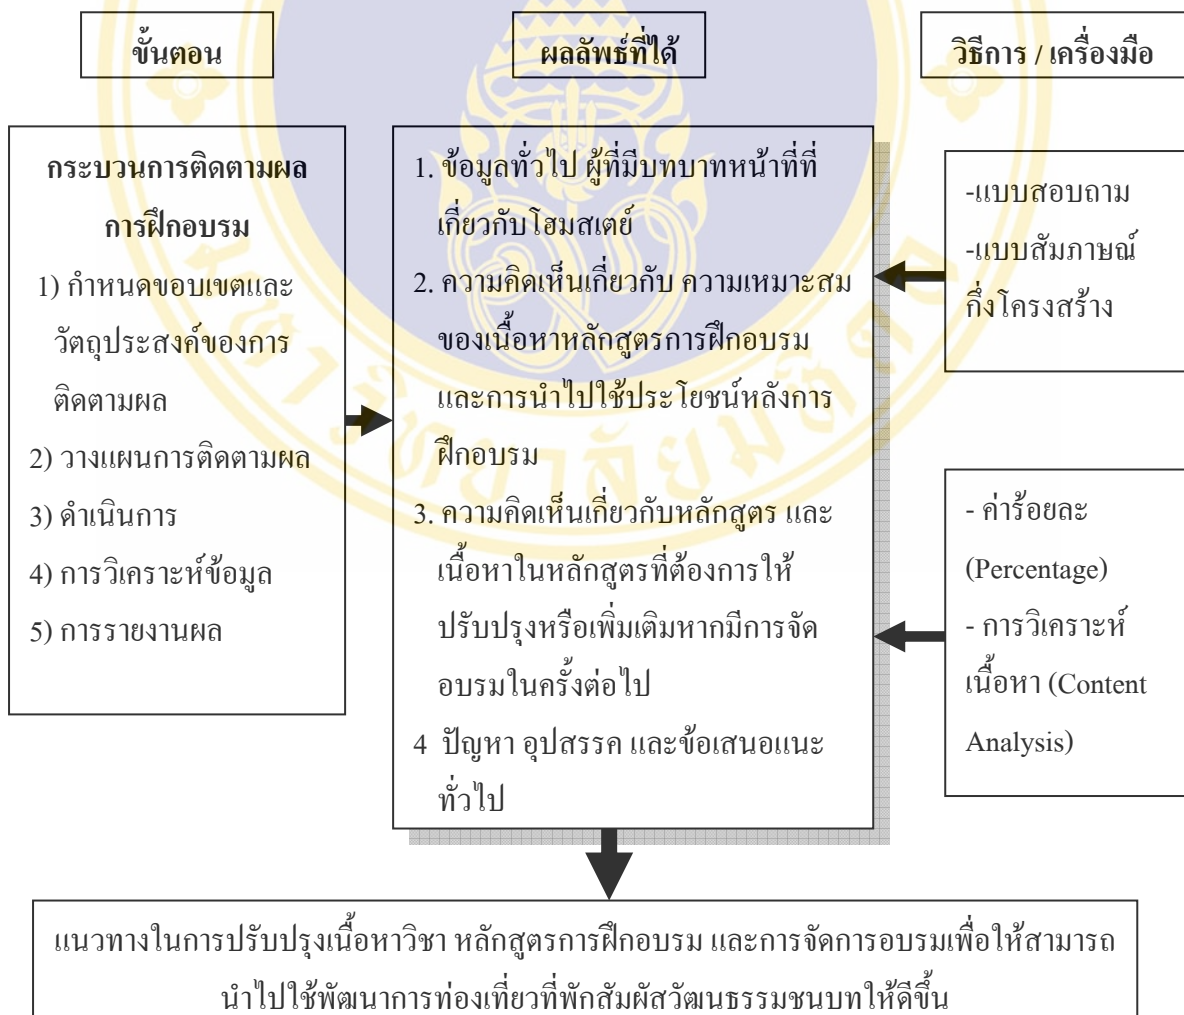 ขั้นตอน
ผลลัพธ์ที่ได้
วิธีการ / เครื่องมือ
กระบวนการติดตามผล
การฝึกอบรม
1) กำหนดขอบเขตและ
วัตถุประสงค์ของการ
ติดตามผล
2) วางแผนการติดตามผล
3) ดำเนินการ
4) การวิเคราะห์ข้อมูล
5) การรายงานผล
1. ข้อมูลทั่วไป ผู้ที่มีบทบาทหน้าที่ที่
เกี่ยวกับโฮมสเตย์
2. ความคิดเห็นเกี่ยวกับ ความเหมาะสม
ของเนื้อหาหลักสูตรการฝึกอบรม
และการนำไปใช้ประโยชน์หลังการ
ฝึกอบรม
3. ความคิดเห็นเกี่ยวกับหลักสูตร และ
เนื้อหาในหลักสูตรที่ต้องการให้
ปรับปรุงหรือเพิ่มเติมหากมีการจัด
อบรมในครั้งต่อไป
4 ปัญหา อุปสรรค และข้อเสนอแนะ
ทั่วไป
-แบบสอบถาม
-แบบสัมภาษณ์
กึ่งโครงสร้าง
- ค่าร้อยละ
(Percentage)
- การวิเคราะห์
เนื้อหา (Content
Analysis)
แนวทางในการปรับปรุงเนื้อหาวิชา หลักสูตรการฝึกอบรม และการจัดการอบรมเพื่อให้สามารถ
นำไปใช้พัฒนาการท่องเที่ยวที่พักสัมผัสวัฒนธรรมชนบทให้ดีขึ้น
มหาวิทยาลัยมหิดล